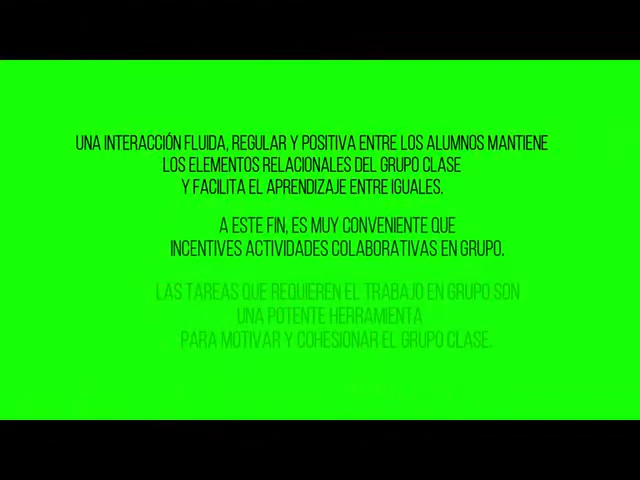 UNA INTERACCIÓN FLUIDA, REGULAR Y POSITIVA ENTRE LOS ALUMNOS MANTIENE
LOS ELEMENTOS RELACIONALES DEL GRUPO CLASE
Y FACILITA EL APRENDIZAJE ENTRE IGUALES.
A ESTE FIN, ES MUY CONVENIENTE QUE
INCENTIVES ACTIVIDADES COLABORATIVAS EN GRUPO.
LAS TAREAS QUE REQUIEREN EL TRABAJO EN GRUPO SON
UNA POTENTE HERRAMIENTA
PARA MOTIVAR Y COHESIONAR EL GRUPO CLASE.